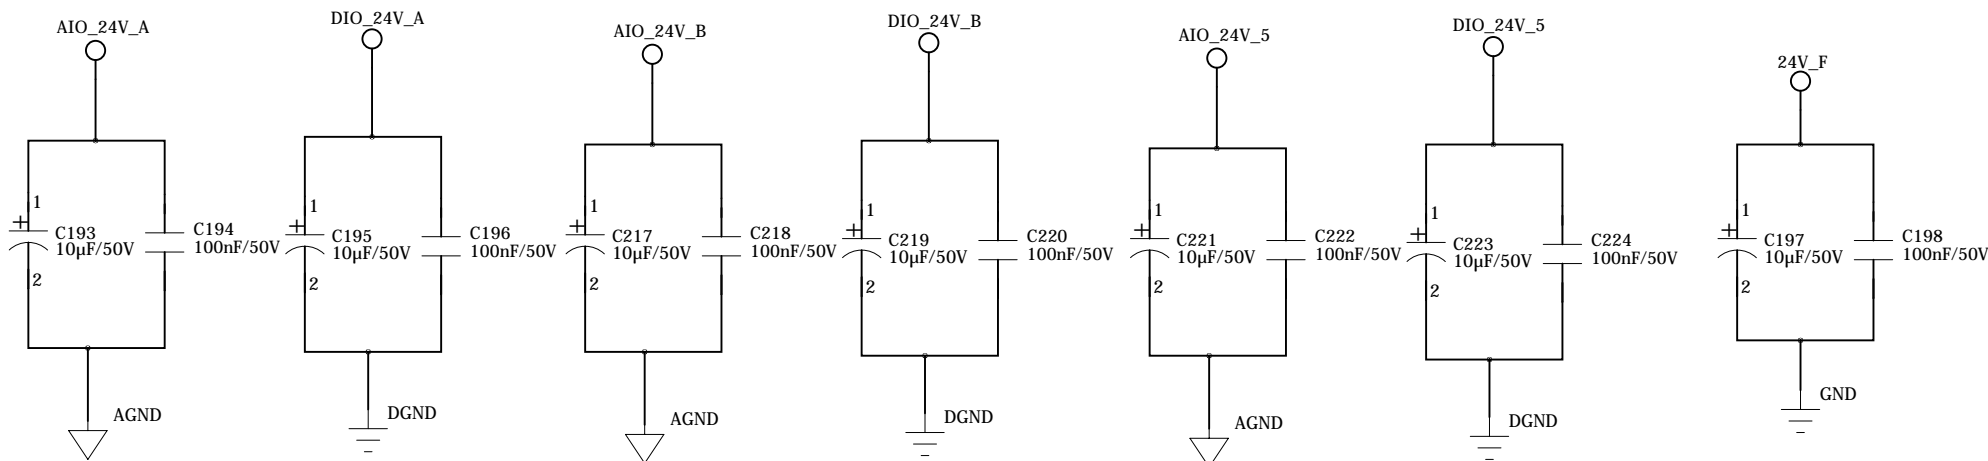 AIO_24V_A
1
+
C193
10µF/50V
2
C194
100nF/50V
AGND
DIO_24V_A
1
+
C195
10µF/50V
2
C196
100nF/50V
DGND
AIO_24V_B
1
+
C217
10µF/50V
2
C218
100nF/50V
AGND
DIO_24V_B
1
+
C219
10µF/50V
2
C220
100nF/50V
DGND
AIO_24V_5
1
+
C221
10µF/50V
2
C222
100nF/50V
AGND
DIO_24V_5
1
+
C223
10µF/50V
2
C224
100nF/50V
DGND
24V_F
1
+
C197
10µF/50V
2
C198
100nF/50V
GND